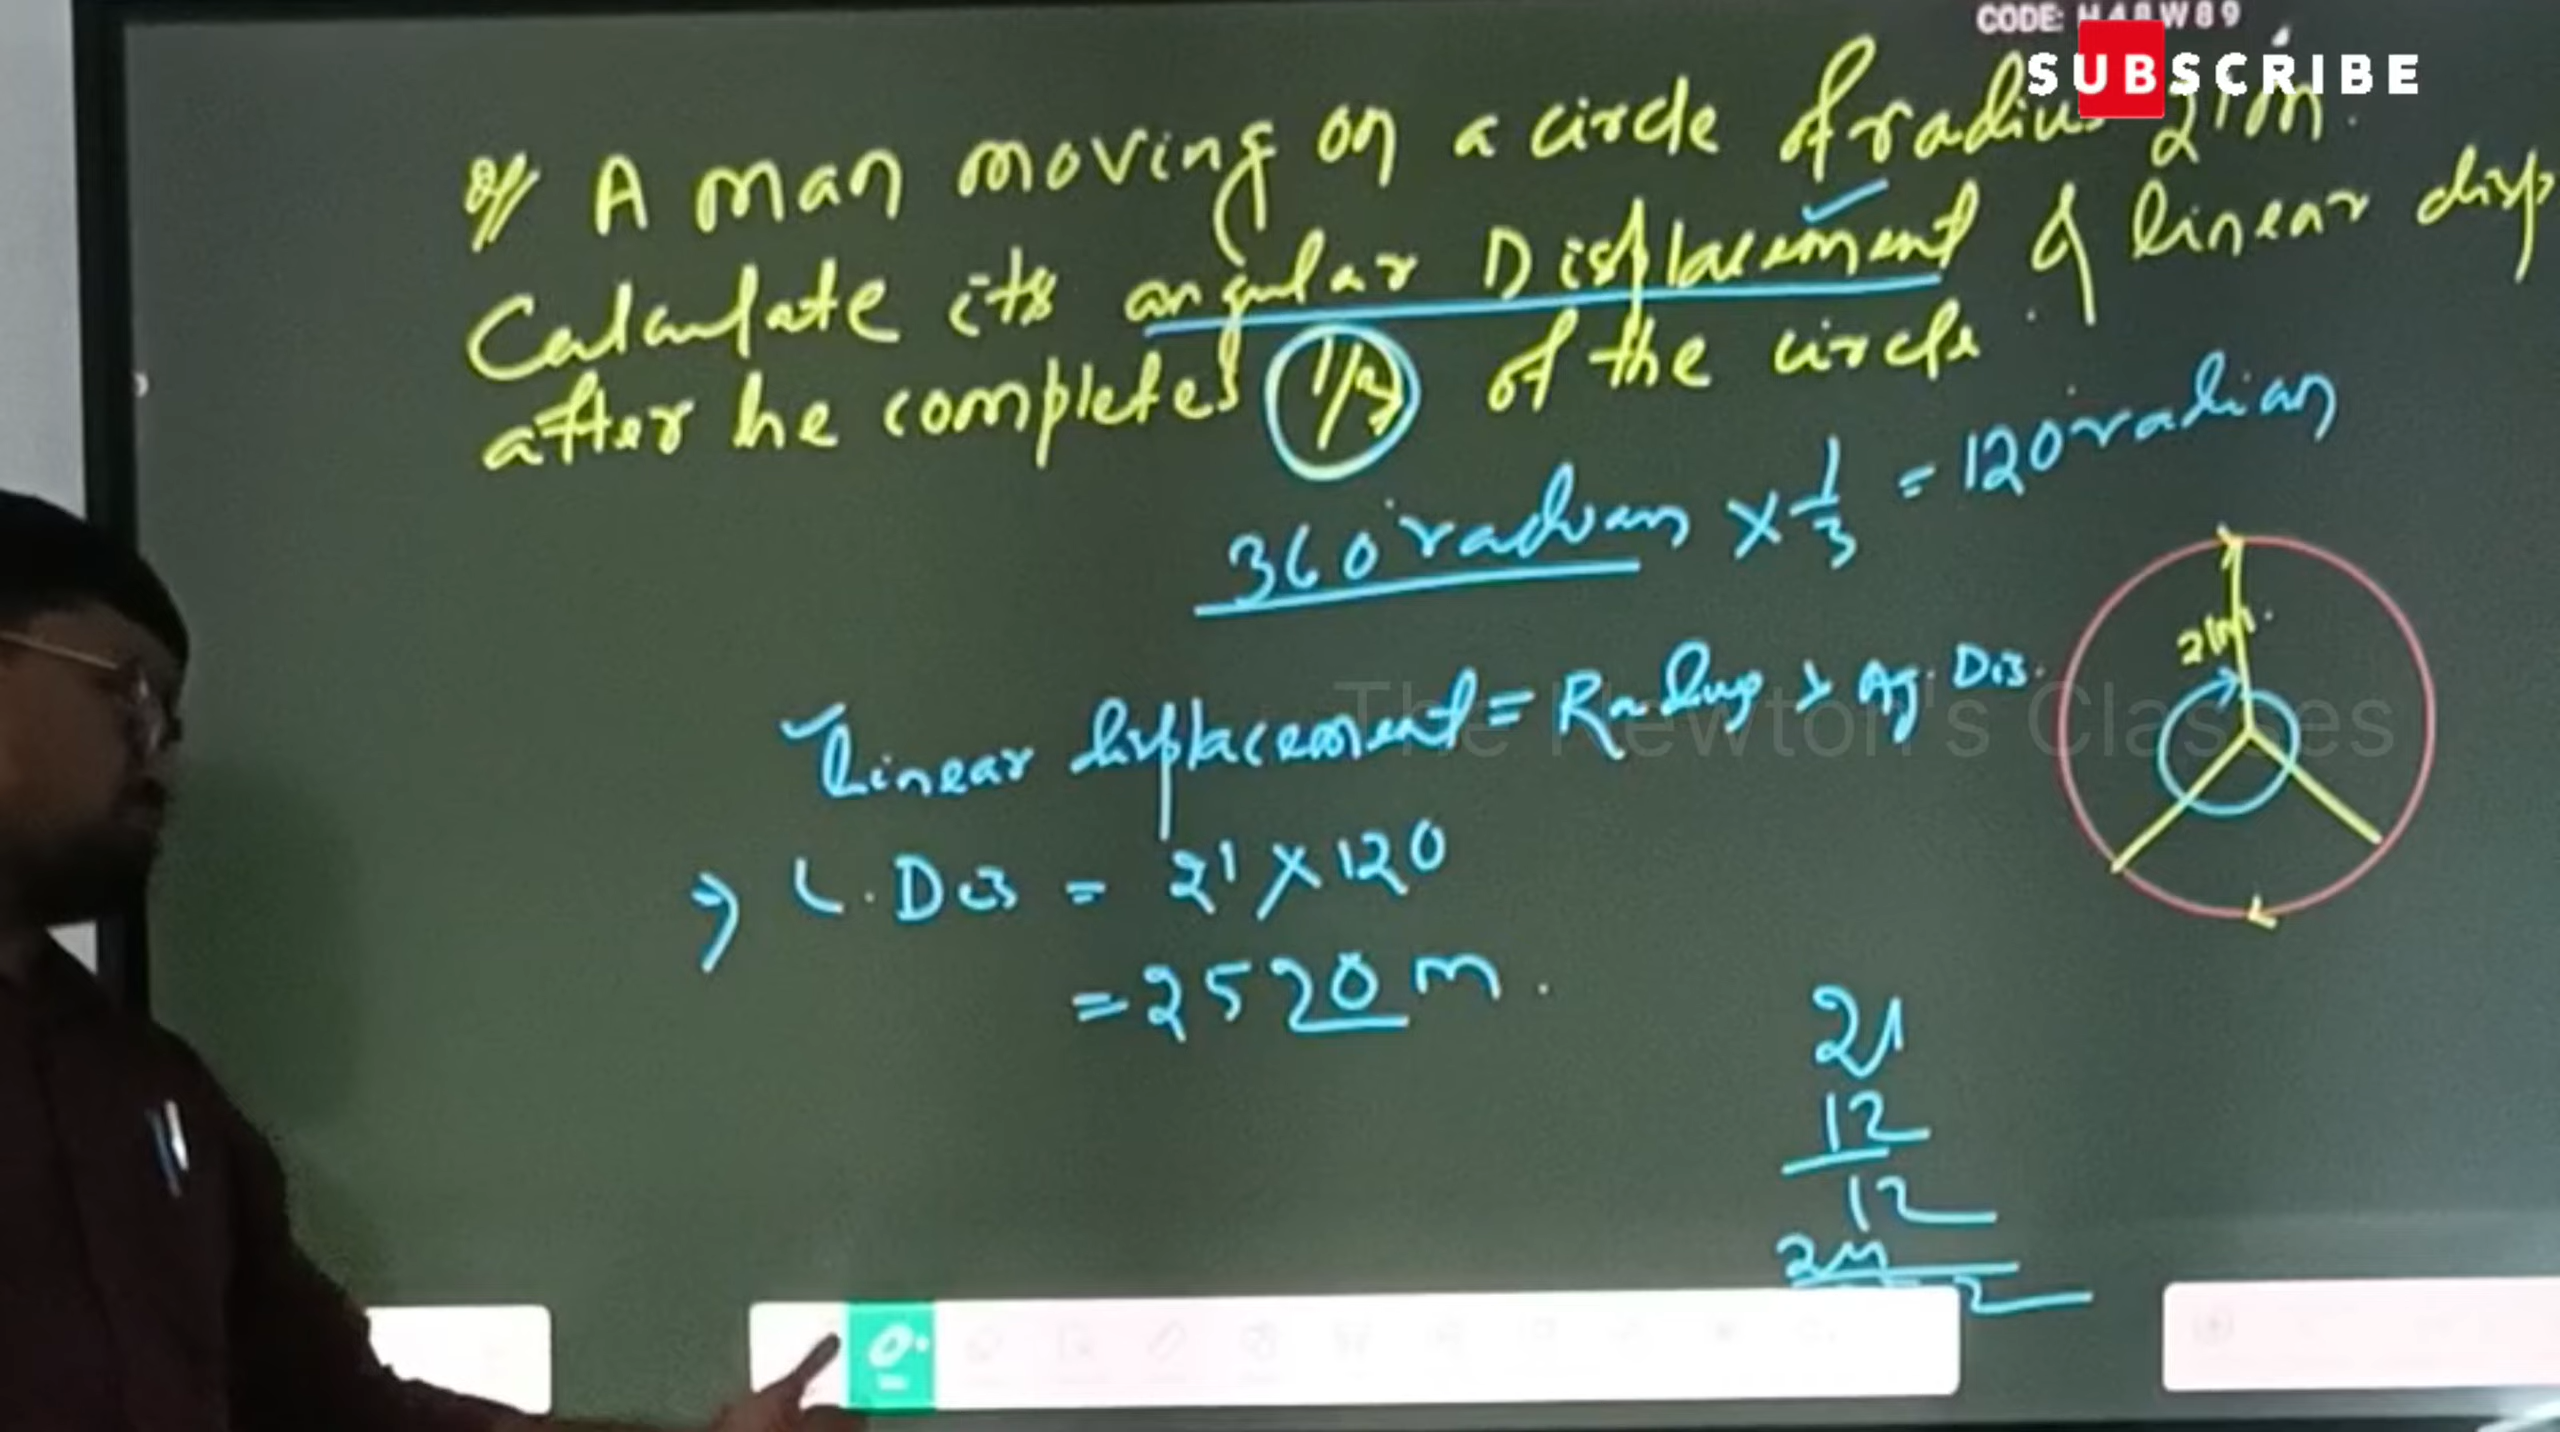 CODE: H48W89
SUBSCRIBE
Q// A man moving on a circle of radius 21m.
Calculate its angular Displacement & linear disp
after he completes 1/3 of the circle.
360° radian × 1/3 = 120° radian
21m.
Linear displacement = Radius × Ag. Dis.
The Newton's Classes
⇒ L. Dis = 21 × 120
= 2520 m.
21
12
12
24
2